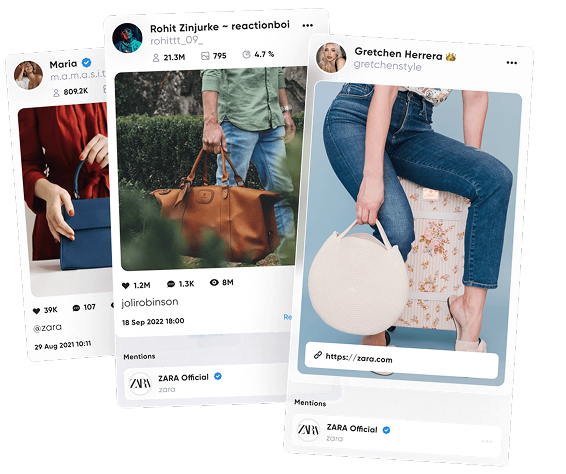 Maria
m.a.m.a.s.i.t
809.2K
39K
107
@zara
29 Aug 2021 10:11
Rohit Zinjurke ~ reactionboi
rohittt_09_
21.3M
795
4.7 %
1.2M
1.3K
8M
jolirobinson
18 Sep 2022 18:00
Re
Mentions
ZARA
ZARA Official
zara
Gretchen Herrera 👑
gretchenstyle
https://zara.com
Mentions
ZARA
ZARA Official
zara